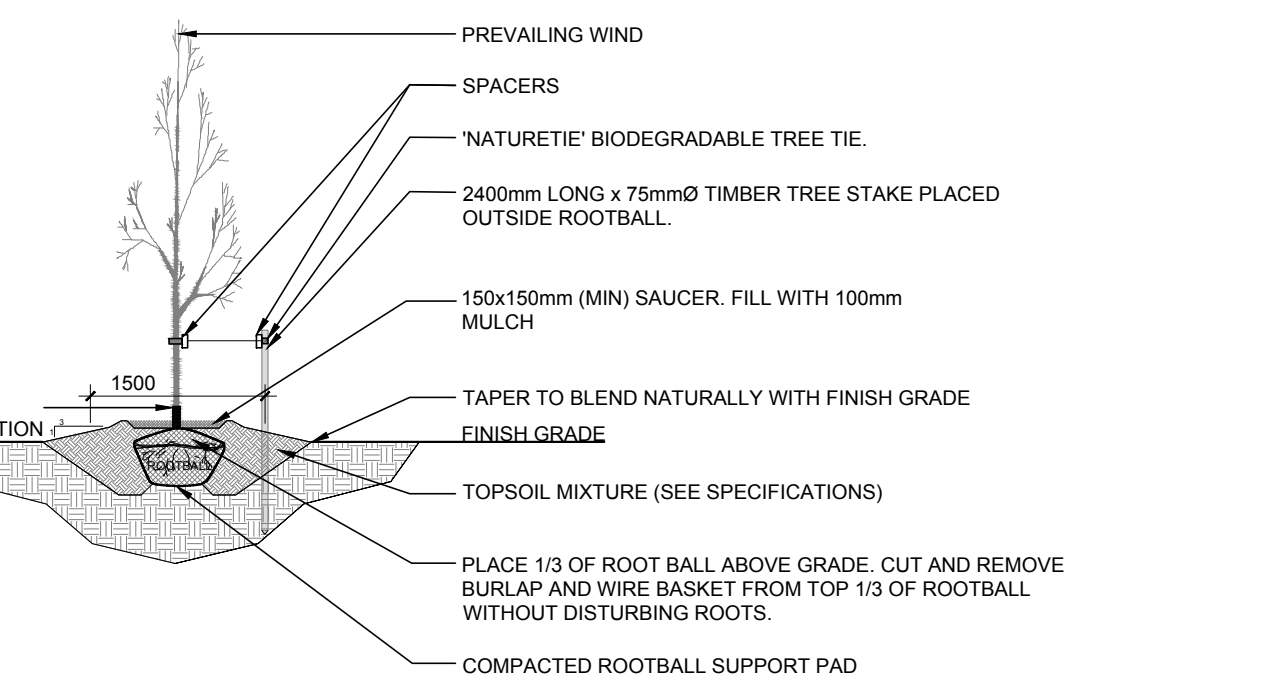 PREVAILING WIND
SPACERS
'NATURETIE' BIODEGRADABLE TREE TIE.
2400mm LONG x 75mmØ TIMBER TREE STAKE PLACED
OUTSIDE ROOTBALL.
150x150mm (MIN) SAUCER. FILL WITH 100mm
MULCH
1500
TAPER TO BLEND NATURALLY WITH FINISH GRADE
TION
1
3
FINISH GRADE
ROOTBALL
TOPSOIL MIXTURE (SEE SPECIFICATIONS)
PLACE 1/3 OF ROOT BALL ABOVE GRADE. CUT AND REMOVE
BURLAP AND WIRE BASKET FROM TOP 1/3 OF ROOTBALL
WITHOUT DISTURBING ROOTS.
COMPACTED ROOTBALL SUPPORT PAD